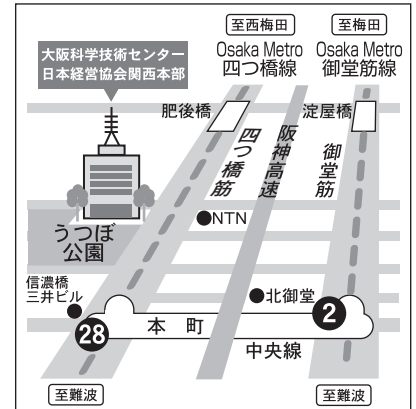 至西梅田
至梅田
Osaka Metro
四つ橋線
Osaka Metro
御堂筋線
大阪科学技術センター
日本経営協会関西本部
肥後橋
淀屋橋
四つ橋筋
阪神高速
御堂筋
NTN
うつぼ
公園
信濃橋
三井ビル
北御堂
28
本町
2
中央線
至難波
至難波